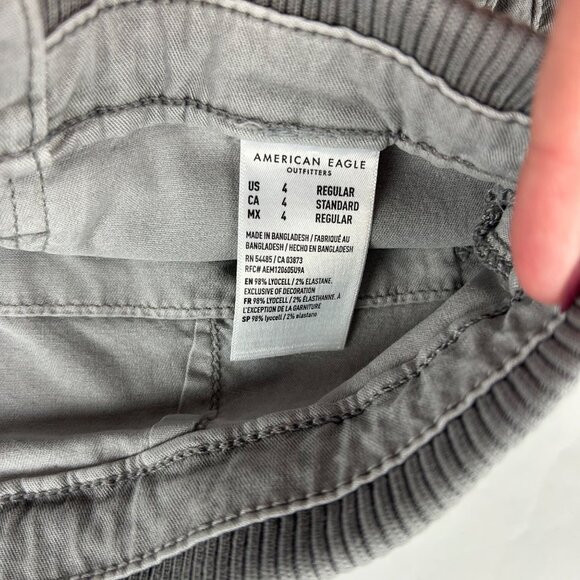 AMERICAN EAGLE
OUTFITTERS
US 4 REGULAR
CA 4 STANDARD
MX 4 REGULAR
MADE IN BANGLADESH / FABRIQUÉ AU
BANGLADESH / HECHO EN BANGLADESH
RN 54485 / CA 03873
RFC# AEM120605U9A
EN 98% LYOCELL / 2% ELASTANE.
EXCLUSIVE OF DECORATION
FR 98% LYOCELL / 2% ÉLASTHANNE. À
L'EXCEPTION DE LA GARNITURE
SP 98% lyocell / 2% elastano